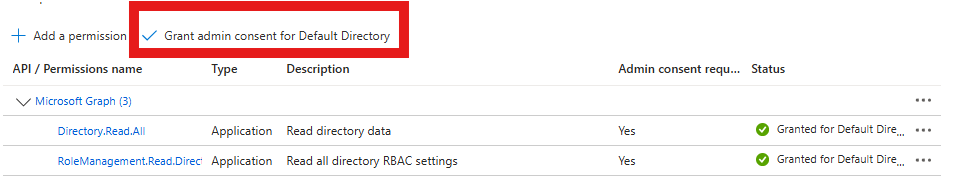 Add a permission Grant admin consent for Default Directory
API / Permissions name Type Description Admin consent requ... Status
Microsoft Graph (3) ...
Directory.Read.All Application Read directory data Yes Granted for Default Dire... ...
RoleManagement.Read.Direct Application Read all directory RBAC settings Yes Granted for Default Dire... ...